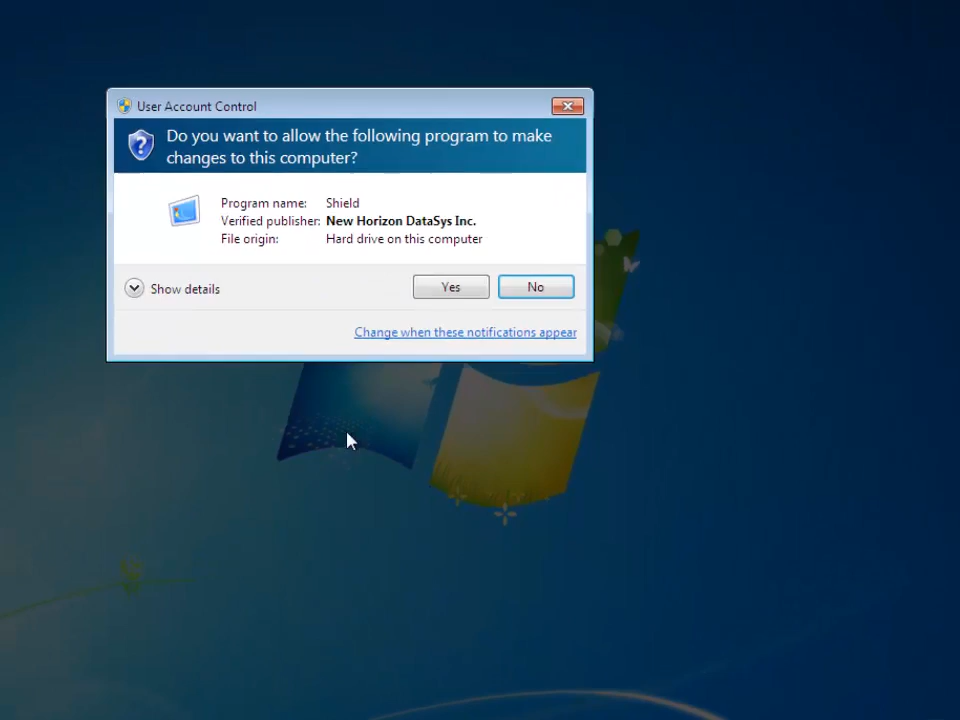 User Account Control
Do you want to allow the following program to make
changes to this computer?
Program name: Shield
Verified publisher: New Horizon DataSys Inc.
File origin: Hard drive on this computer
Show details
Yes
No
Change when these notifications appear